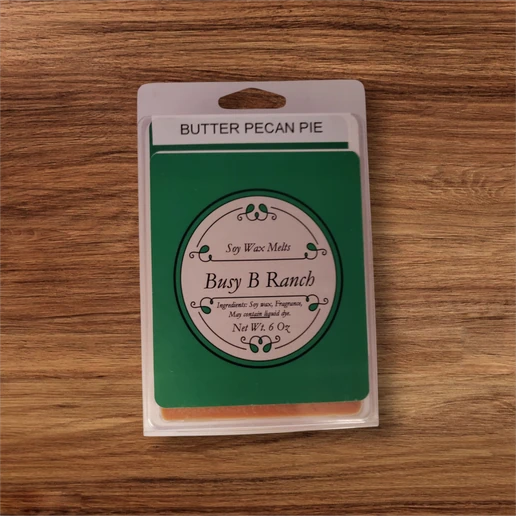 BUTTER PECAN PIE
Soy Wax Melts
Busy B Ranch
Ingredients: Soy wax, Fragrance,
May contain liquid dye.
Net Wt. 6 Oz